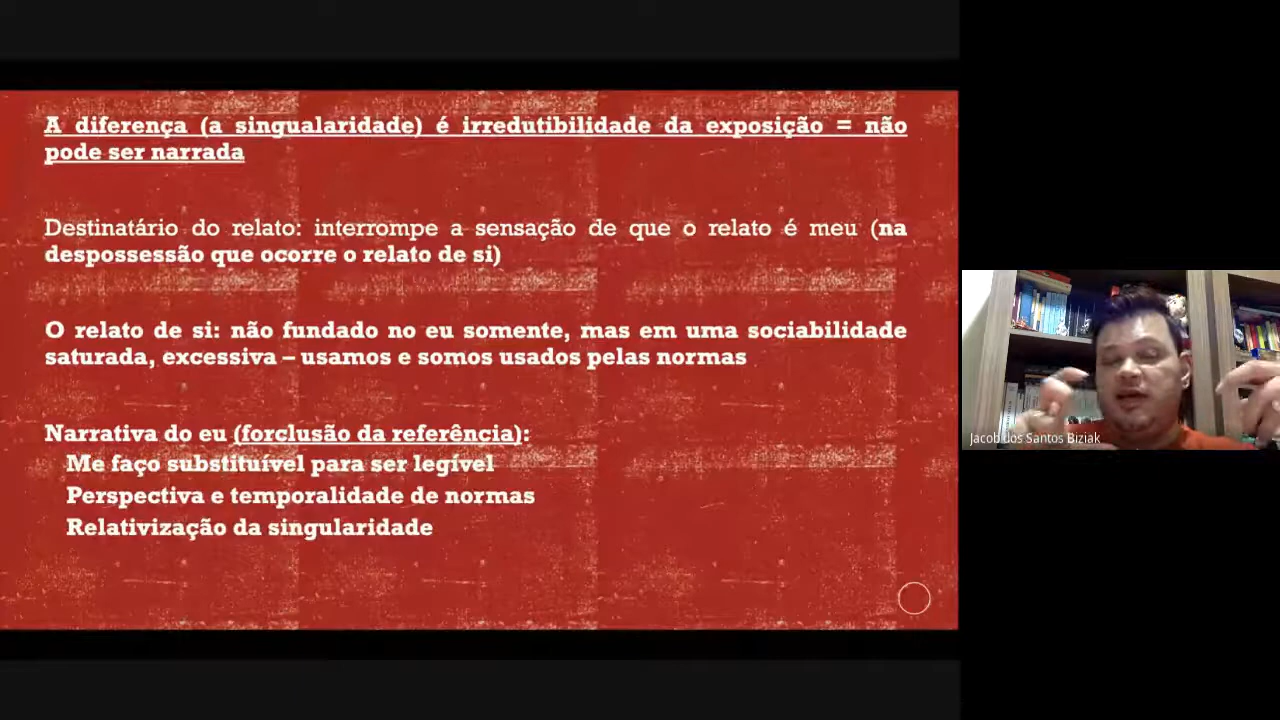 A diferença (a singualaridade) é irredutibilidade da exposição = não
pode ser narrada
Destinatário do relato: interrompe a sensação de que o relato é meu (na
despossessão que ocorre o relato de si)
O relato de si: não fundado no eu somente, mas em uma sociabilidade
saturada, excessiva – usamos e somos usados pelas normas
Narrativa do eu (forclusão da referência):
Me faço substituível para ser legível
Perspectiva e temporalidade de normas
Relativização da singularidade
Jacob dos Santos Biziak